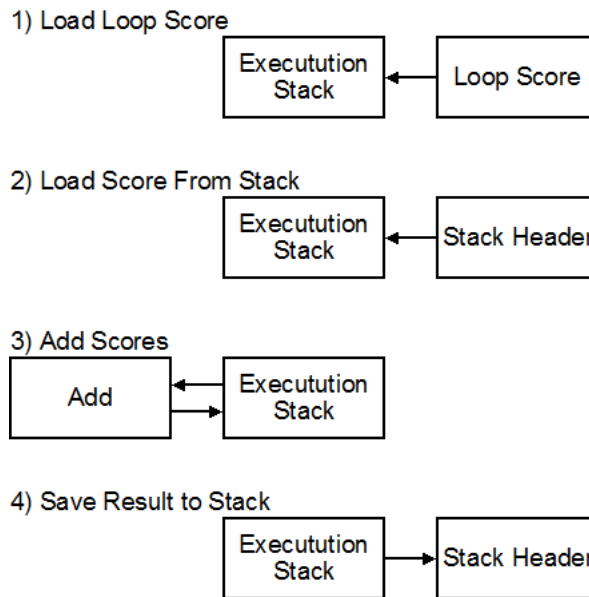 1) Load Loop Score
Executution
Stack
Loop Score
2) Load Score From Stack
Executution
Stack
Stack Header
3) Add Scores
Add
Executution
Stack
4) Save Result to Stack
Executution
Stack
Stack Header